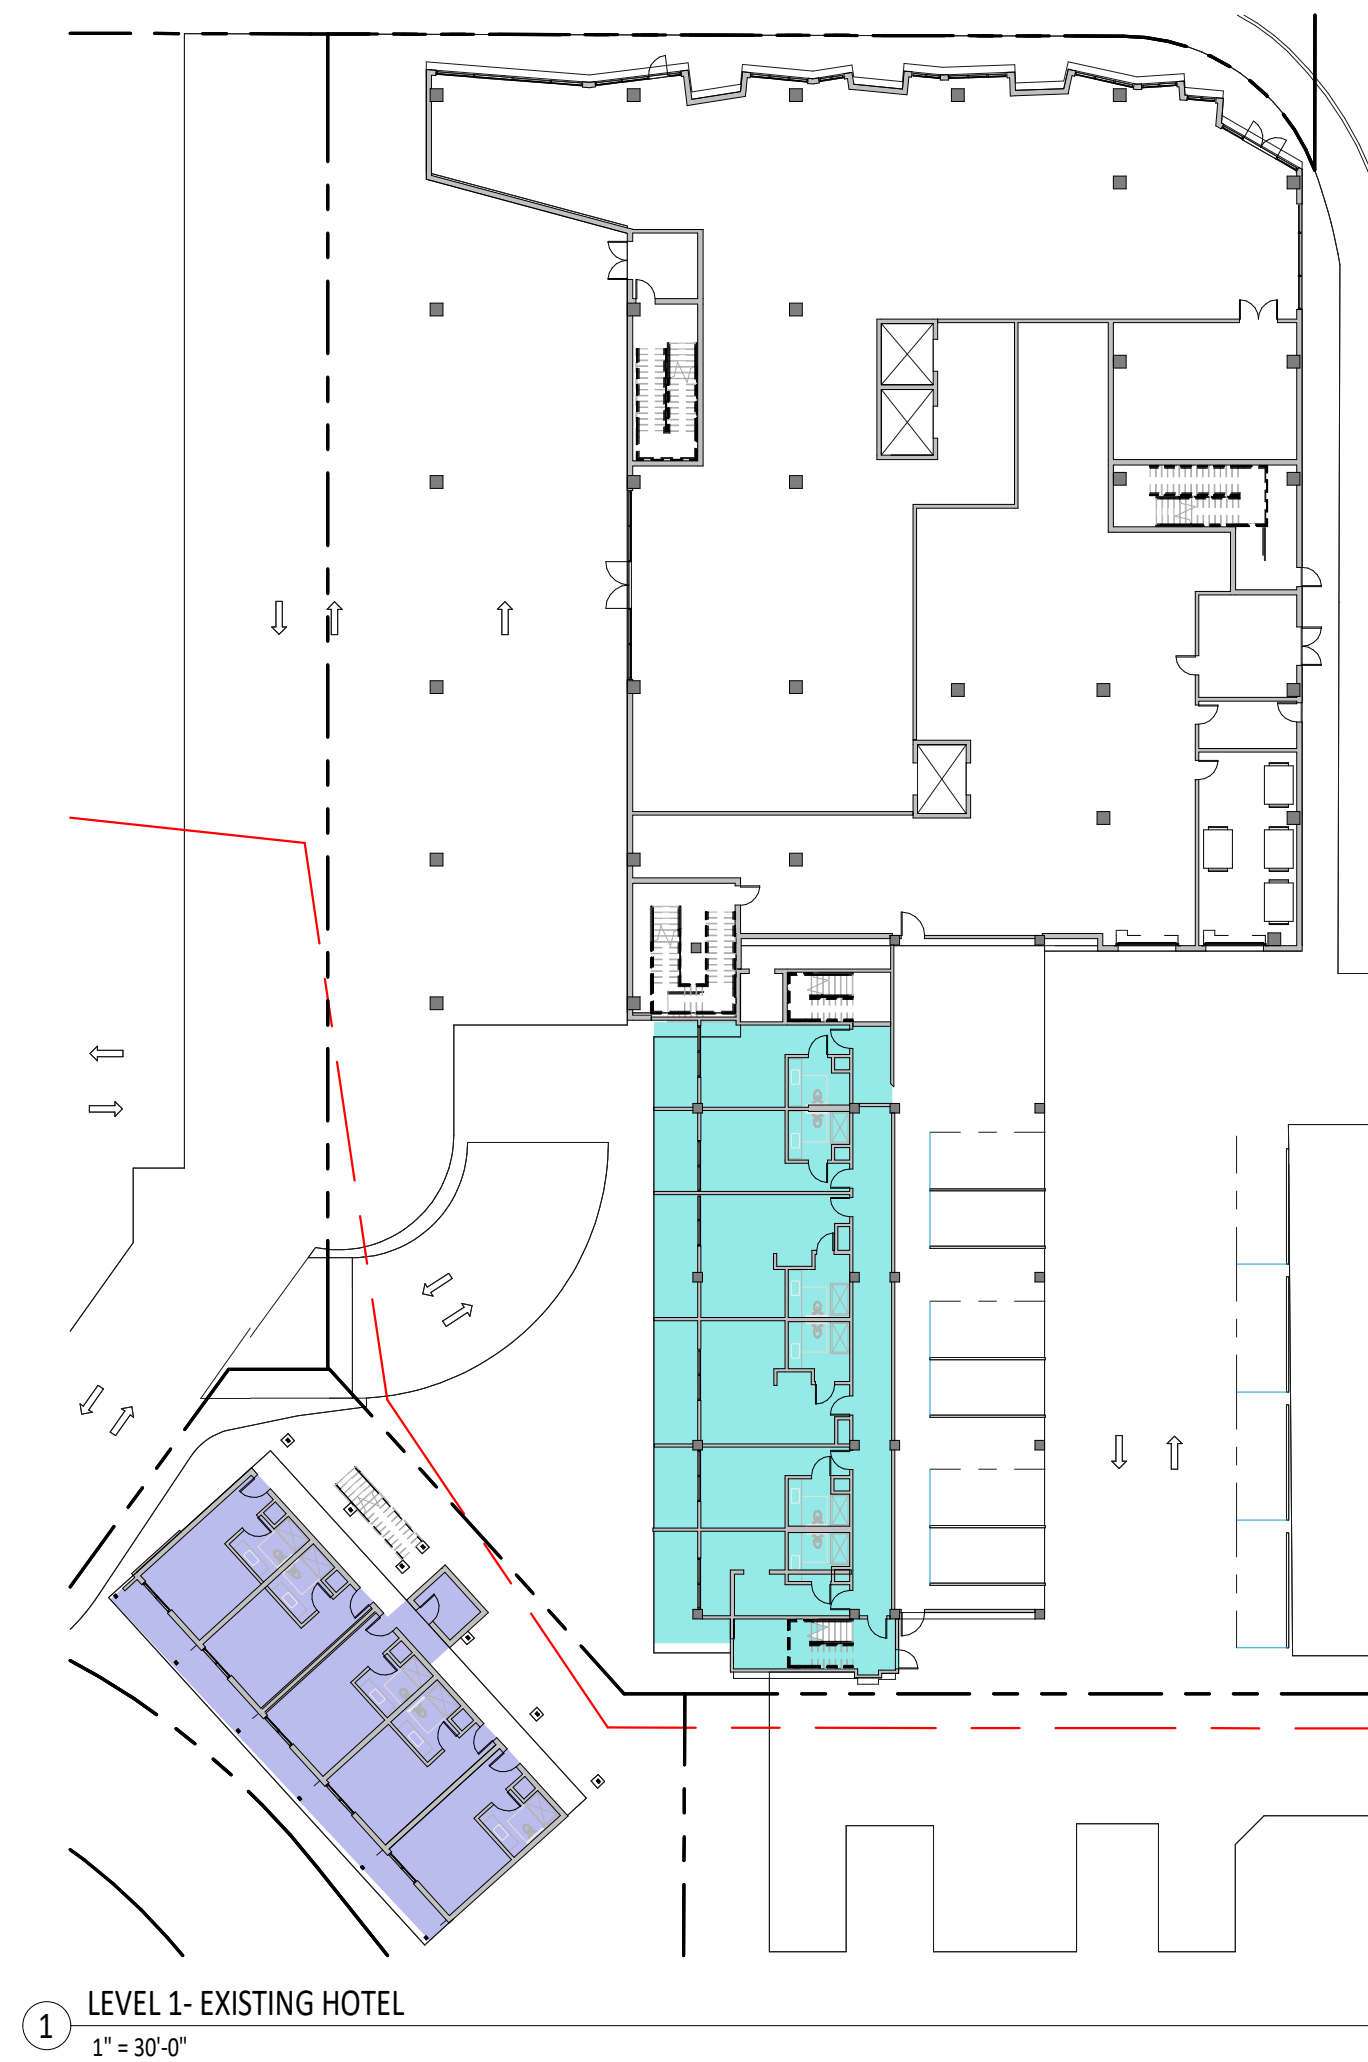 1
LEVEL 1- EXISTING HOTEL
1" = 30'-0"